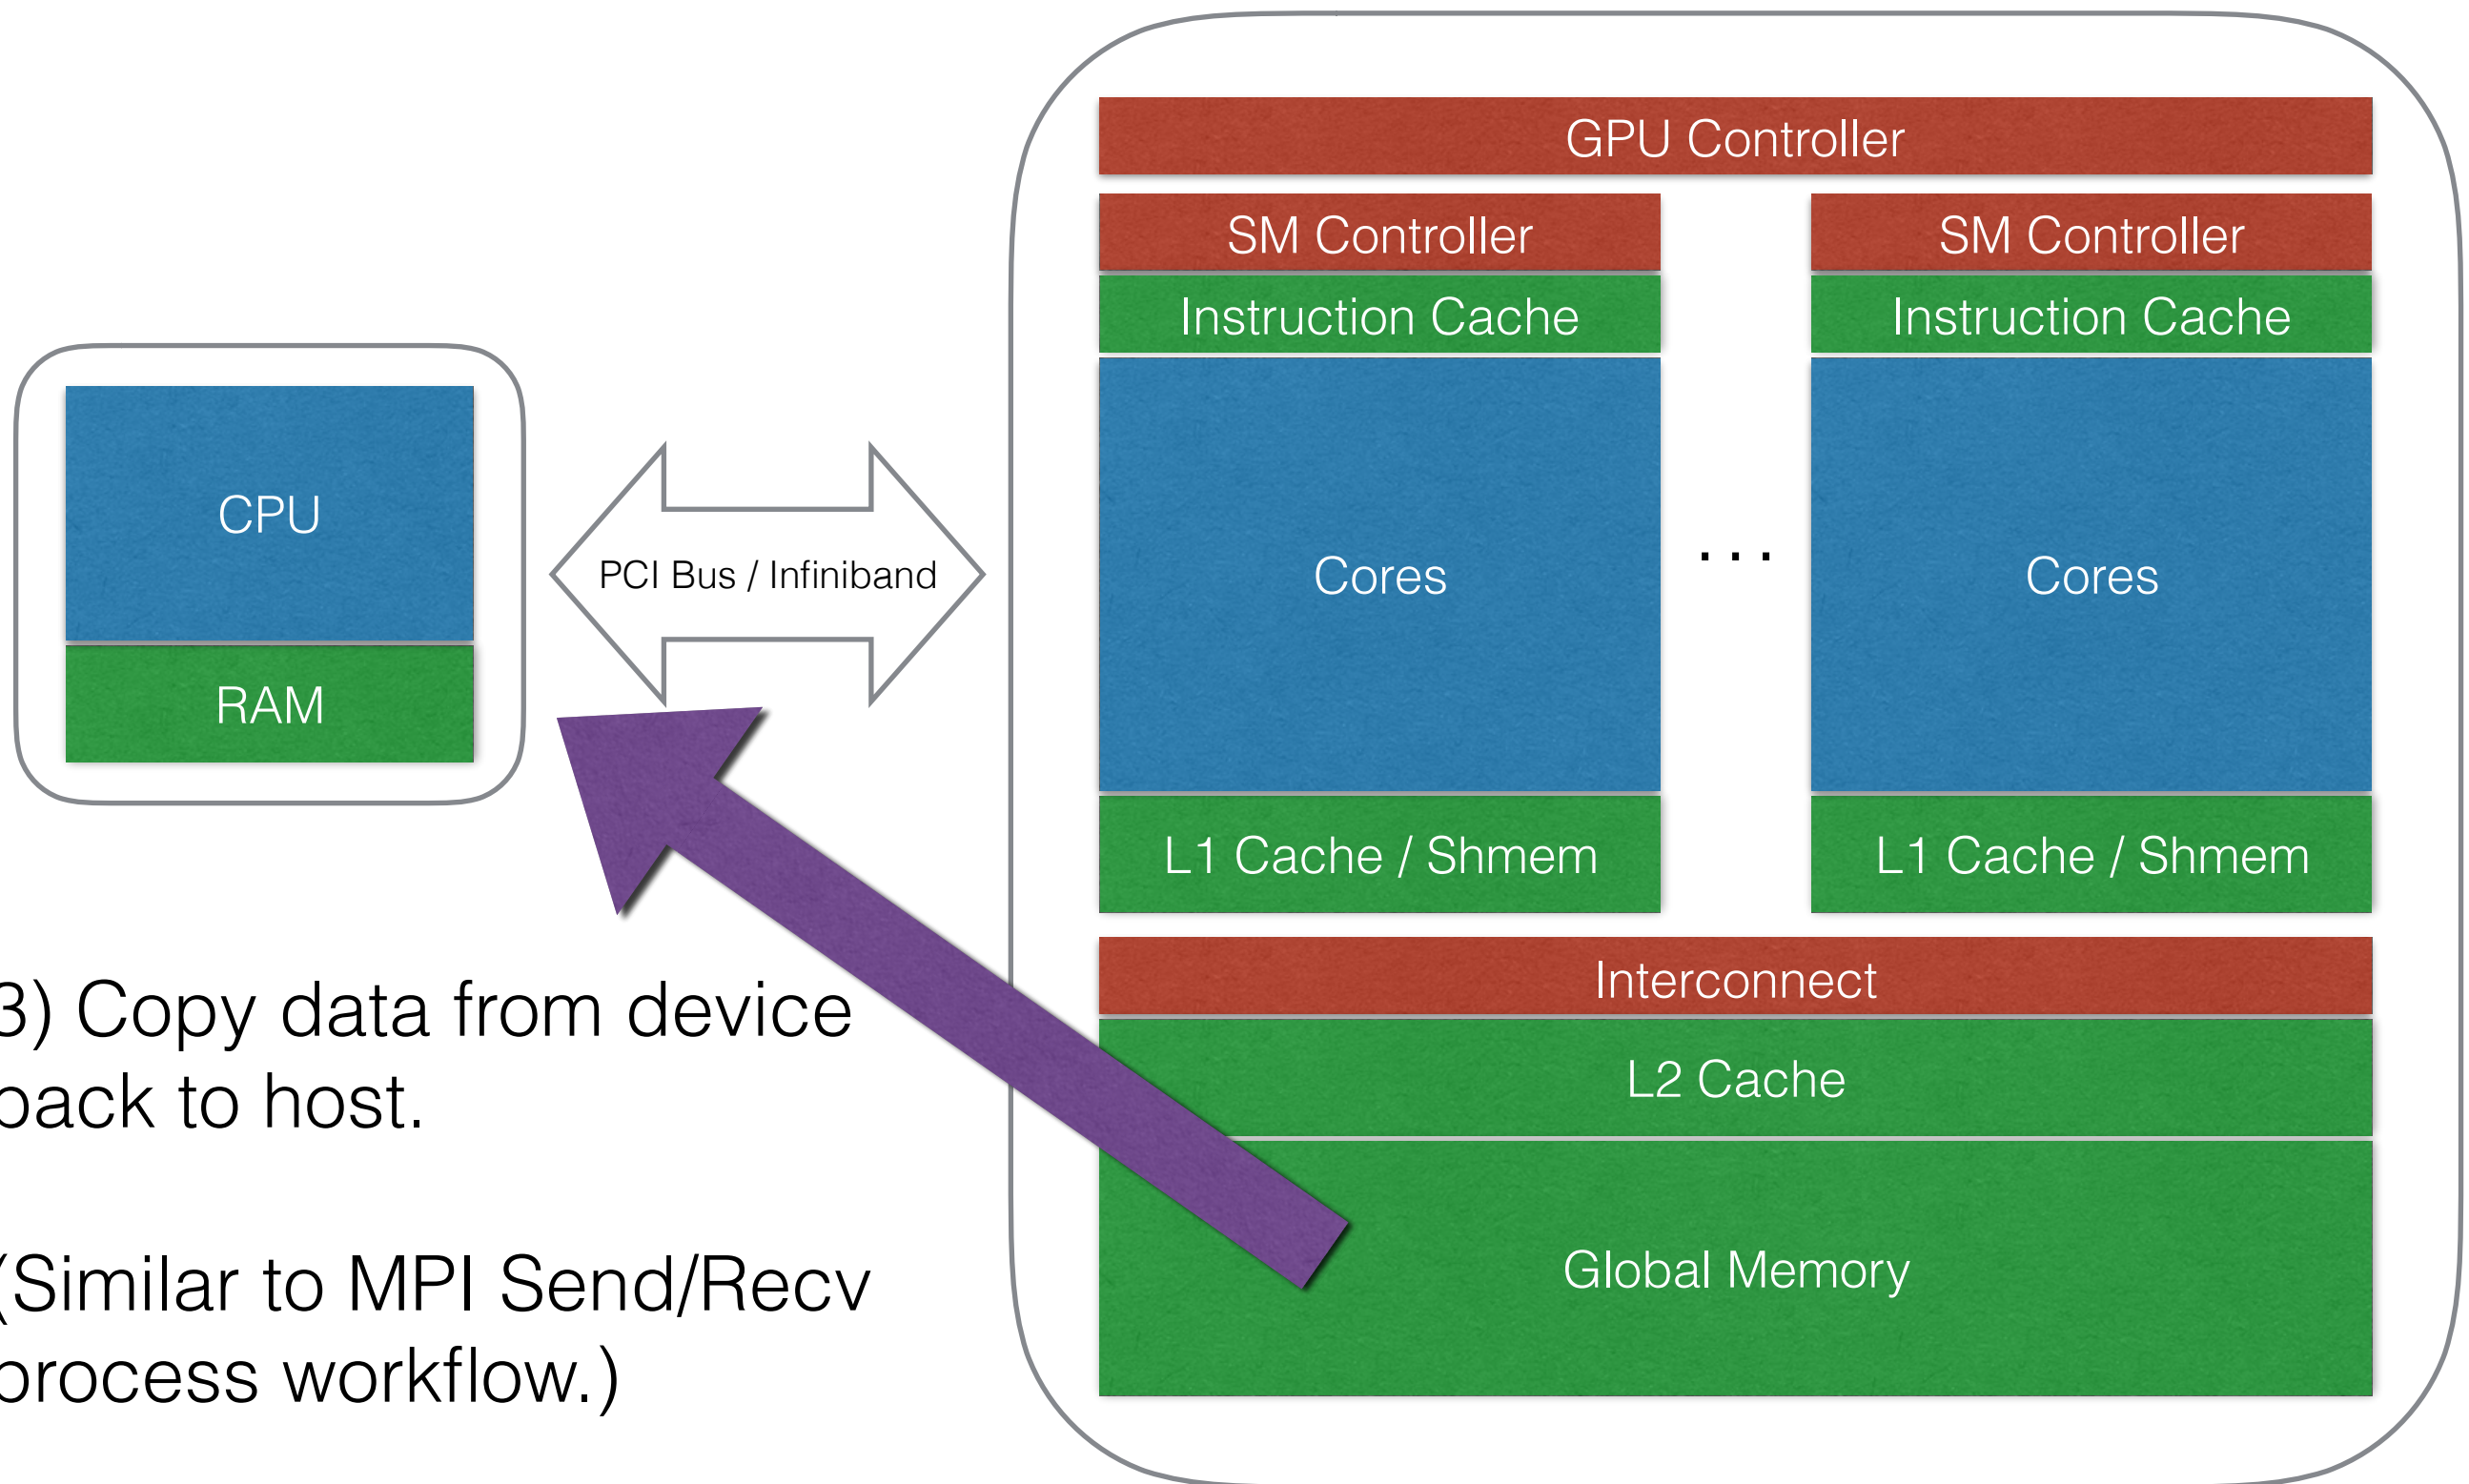 GPU Controller
SM Controller
SM Controller
Instruction Cache
Instruction Cache
CPU
RAM
PCI Bus / Infiniband
Cores
...
Cores
L1 Cache / Shmem
L1 Cache / Shmem
3) Copy data from device
back to host.
(Similar to MPI Send/Recv
process workflow.)
Interconnect
L2 Cache
Global Memory